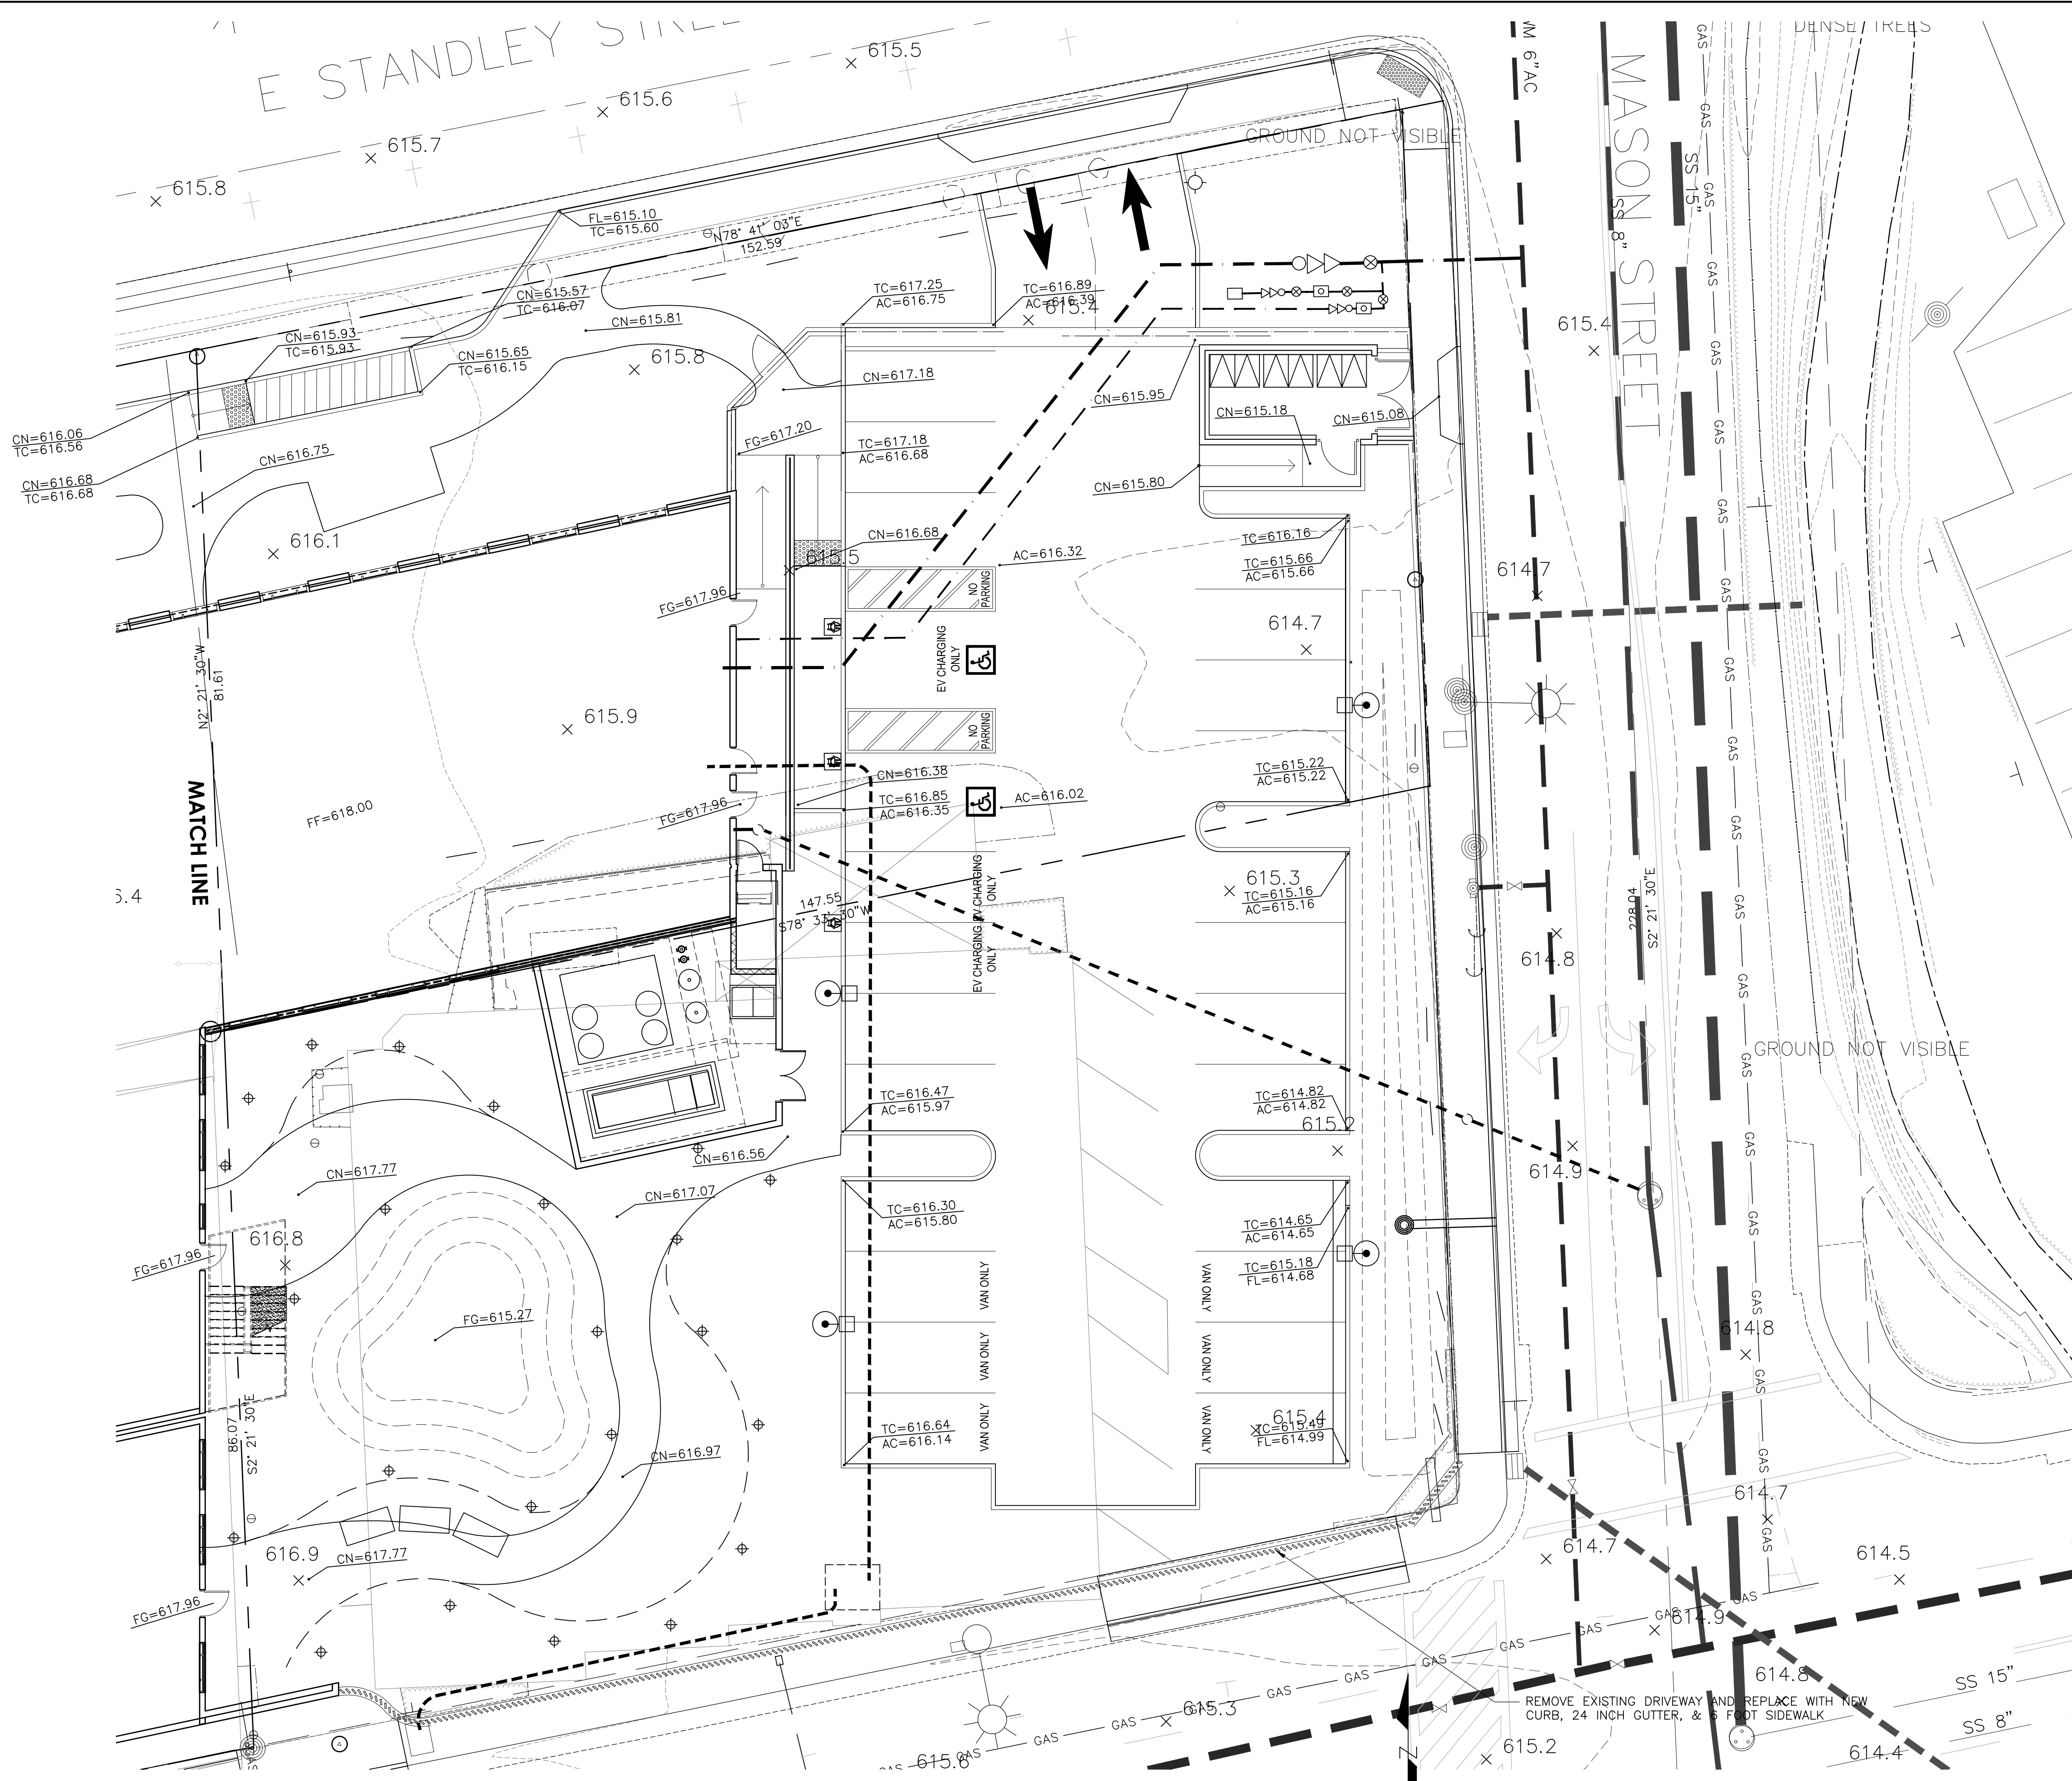 E STANDLEY
DENSE TREES
615.5
615.6
615.7
615.8
6"AC
MASON STREET
SS 15"
SS 8"
GAS
GROUND NOT VISIBLE
FL=615.10
TC=615.60
N78° 41' 03"E
152.59
CN=615.57
TC=616.07
CN=615.81
CN=615.93
TC=615.93
CN=615.65
TC=616.15
615.8
TC=617.25
AC=616.75
TC=616.89
AC=616.39
615.4
615.4
CN=617.18
CN=615.95
CN=615.18
CN=615.08
CN=616.06
TC=616.56
CN=616.75
CN=616.68
TC=616.68
FG=617.20
TC=617.18
AC=616.68
CN=615.80
616.1
CN=616.68
615.5
AC=616.32
TC=616.16
TC=615.66
AC=615.66
614.7
FG=617.96
NO
PARKING
614.7
EV CHARGING
ONLY
N2° 21' 30"W
81.61
615.9
NO
PARKING
MATCH LINE
FF=618.00
FG=617.96
CN=616.38
TC=616.85
AC=616.35
AC=616.02
TC=615.22
AC=615.22
EV CHARGING
ONLY
615.3
TC=615.16
AC=615.16
147.55
S78° 33' 30"W
EV CHARGING
ONLY
228.04
S2° 21' 30"E
614.8
GROUND NOT VISIBLE
TC=616.47
AC=615.97
TC=614.82
AC=614.82
615.2
CN=616.56
CN=617.77
CN=617.07
614.9
TC=616.30
AC=615.80
TC=614.65
AC=614.65
616.8
FG=617.96
TC=615.18
FL=614.68
VAN ONLY
VAN ONLY
FG=615.27
614.8
VAN ONLY
VAN ONLY
86.07
S2° 21' 30"E
VAN ONLY
VAN ONLY
TC=616.64
AC=616.14
615.4
TC=615.49
FL=614.99
CN=616.97
614.7
616.9
CN=617.77
614.7
614.5
FG=617.96
614.9
614.8
SS 15"
REMOVE EXISTING DRIVEWAY AND REPLACE WITH NEW
CURB, 24 INCH GUTTER, & 6 FOOT SIDEWALK
615.3
SS 8"
615.6
615.2
614.4
GAS